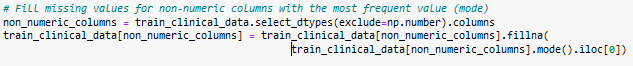 # Fill missing values for non-numeric columns with the most frequent value (mode)
non_numeric_columns = train_clinical_data.select_dtypes(exclude=np.number).columns
train_clinical_data[non_numeric_columns] = train_clinical_data[non_numeric_columns].fillna(
train_clinical_data[non_numeric_columns].mode().iloc[0])